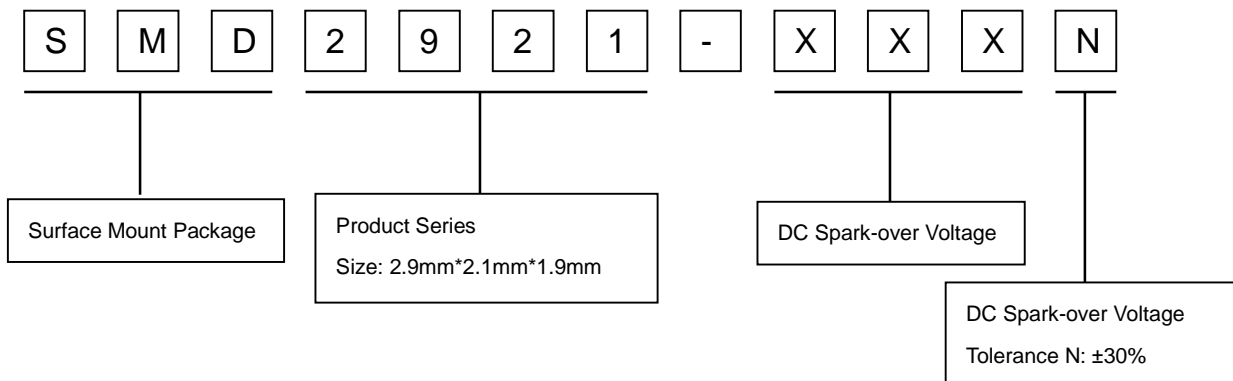 S M D 2 9 2 1 - X X X N
Surface Mount Package
Product Series
Size: 2.9mm*2.1mm*1.9mm
DC Spark-over Voltage
DC Spark-over Voltage
Tolerance N: ±30%